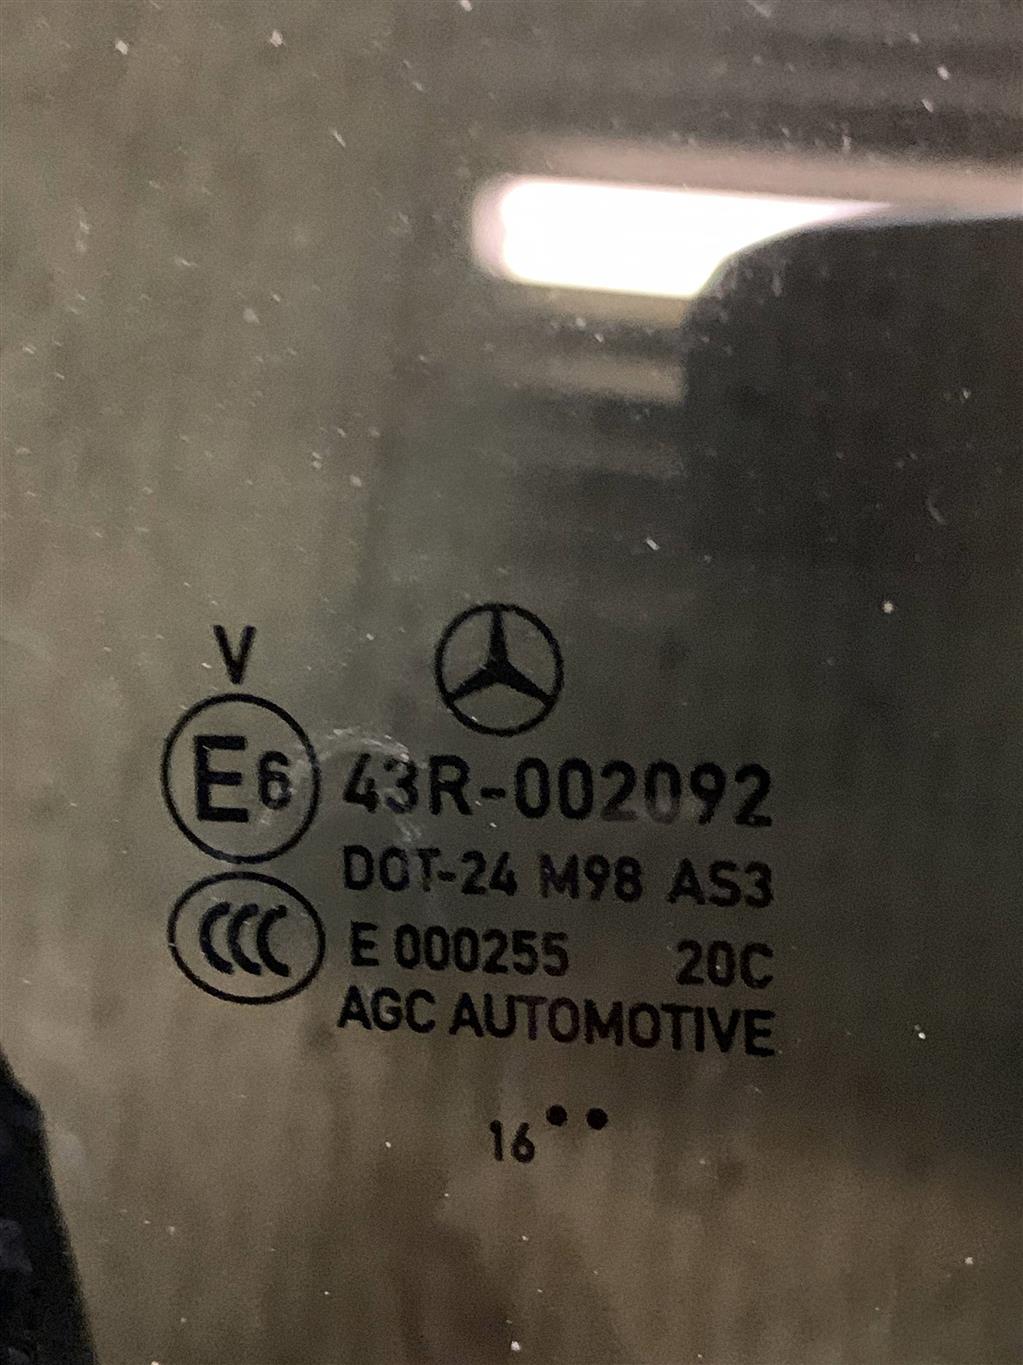 V
E6 43R-002092
DOT-24 M98 AS3
CCC E 000255 20C
AGC AUTOMOTIVE
16 ••